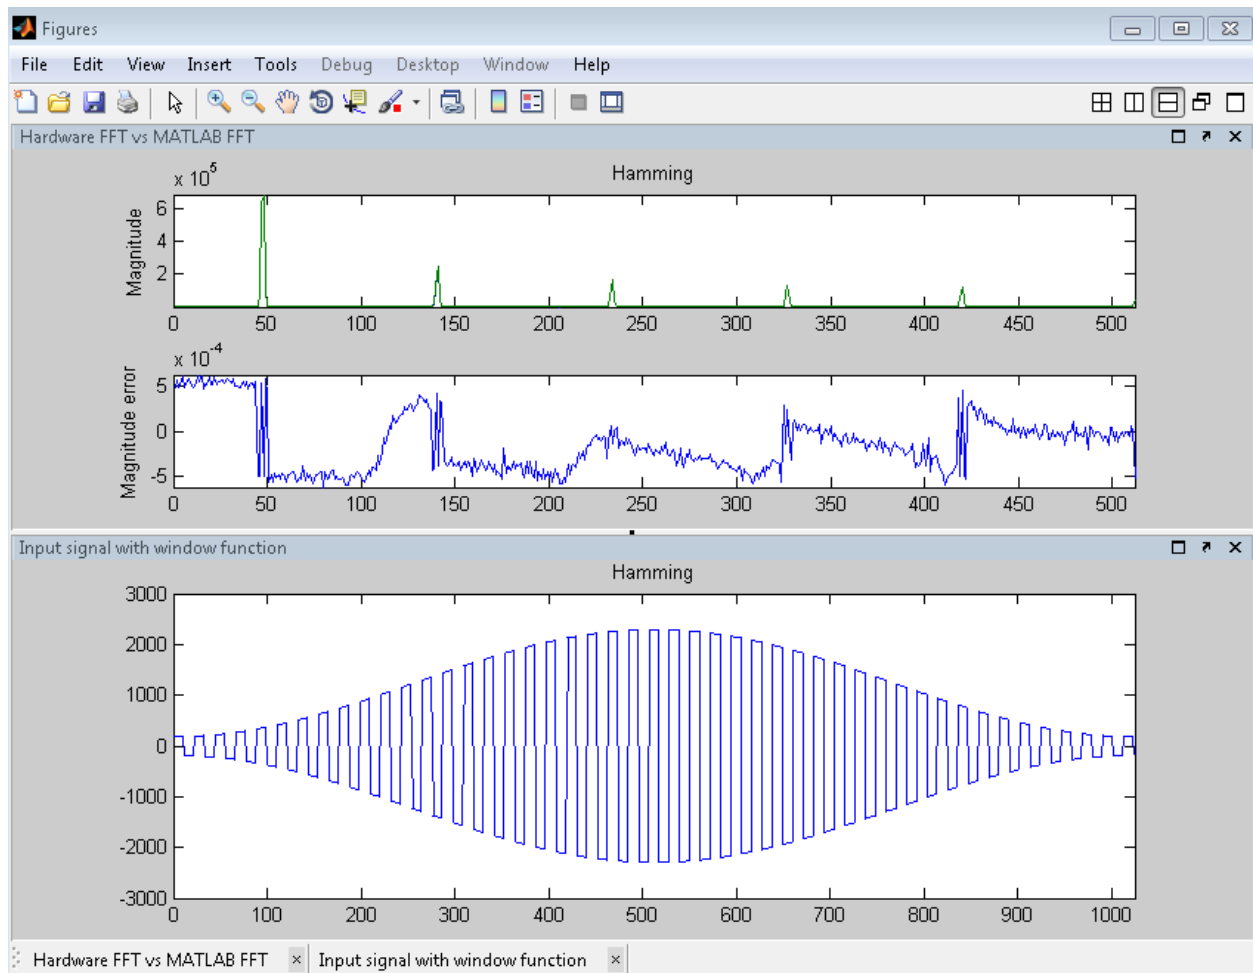 Figures
File Edit View Insert Tools Debug Desktop Window Help
Hardware FFT vs MATLAB FFT
x 10^5
Hamming
Magnitude
6
4
2
0 50 100 150 200 250 300 350 400 450 500
x 10^-4
Magnitude error
5
0
-5
0 50 100 150 200 250 300 350 400 450 500
Input signal with window function
Hamming
3000
2000
1000
0
-1000
-2000
-3000
0 100 200 300 400 500 600 700 800 900 1000
Hardware FFT vs MATLAB FFT × Input signal with window function ×